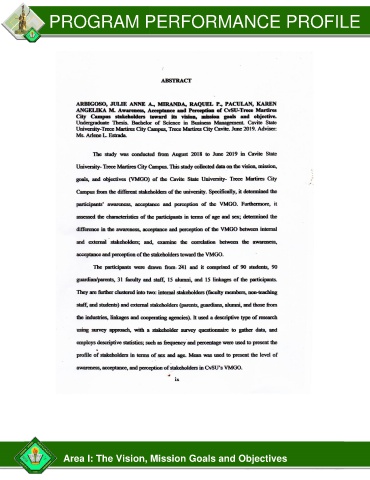 PROGRAM PERFORMANCE PROFILE
ABSTRACT
ARBIGOSO, JULIE ANNE A., MIRANDA, RAQUEL P., PACULAN, KAREN
ANGELIKA M. Awareness, Acceptance and Perception of CvSU-Trece Martires
City Campus stakeholders toward its vision, mission, goals and objective.
Undergraduate Thesis. Bachelor of Science in Business Management. Cavite State
University-Trece Martires City Campus, Trece Martires City Cavite. June 2019. Adviser:
Ms. Arlene L. Estrada.
The study was conducted from August 2018 to June 2019 in Cavite State
University- Trece Martires City Campus. This study collected data on the vision, mission,
goals, and objectives (VMGO) of the Cavite State University- Trece Martires City
Campus from the different stakeholders of the university. Specifically, it determined the
participants' awareness, acceptance and perception of the VMGO. Furthermore, it
assessed the characteristics of the participants in terms of age and sex; determined the
difference in the awareness, acceptance and perception of the VMGO between internal
and external stakeholders; and, examine the correlation between the awareness,
acceptance and perception of the stakeholders toward the VMGO.
The participants were drawn from 241 and it comprised of 90 students, 90
guardian/parents, 31 faculty and staff, 15 alumni, and 15 linkages of the participants.
They are further clustered into two: internal stakeholders (faculty members, non-teaching
staff, and students) and external stakeholders (parents, guardians, alumni, and those from
the industries, linkages and cooperating agencies). It used a descriptive type of research
using survey approach, with a stakeholder survey questionnaire to gather data, and
employs descriptive statistics; such as frequency and percentage were used to present the
profile of stakeholders in terms of sex and age. Mean was used to present the level of
awareness, acceptance, and perception of stakeholders in CvSU's VMGO.
ix
Area I: The Vision, Mission Goals and Objectives